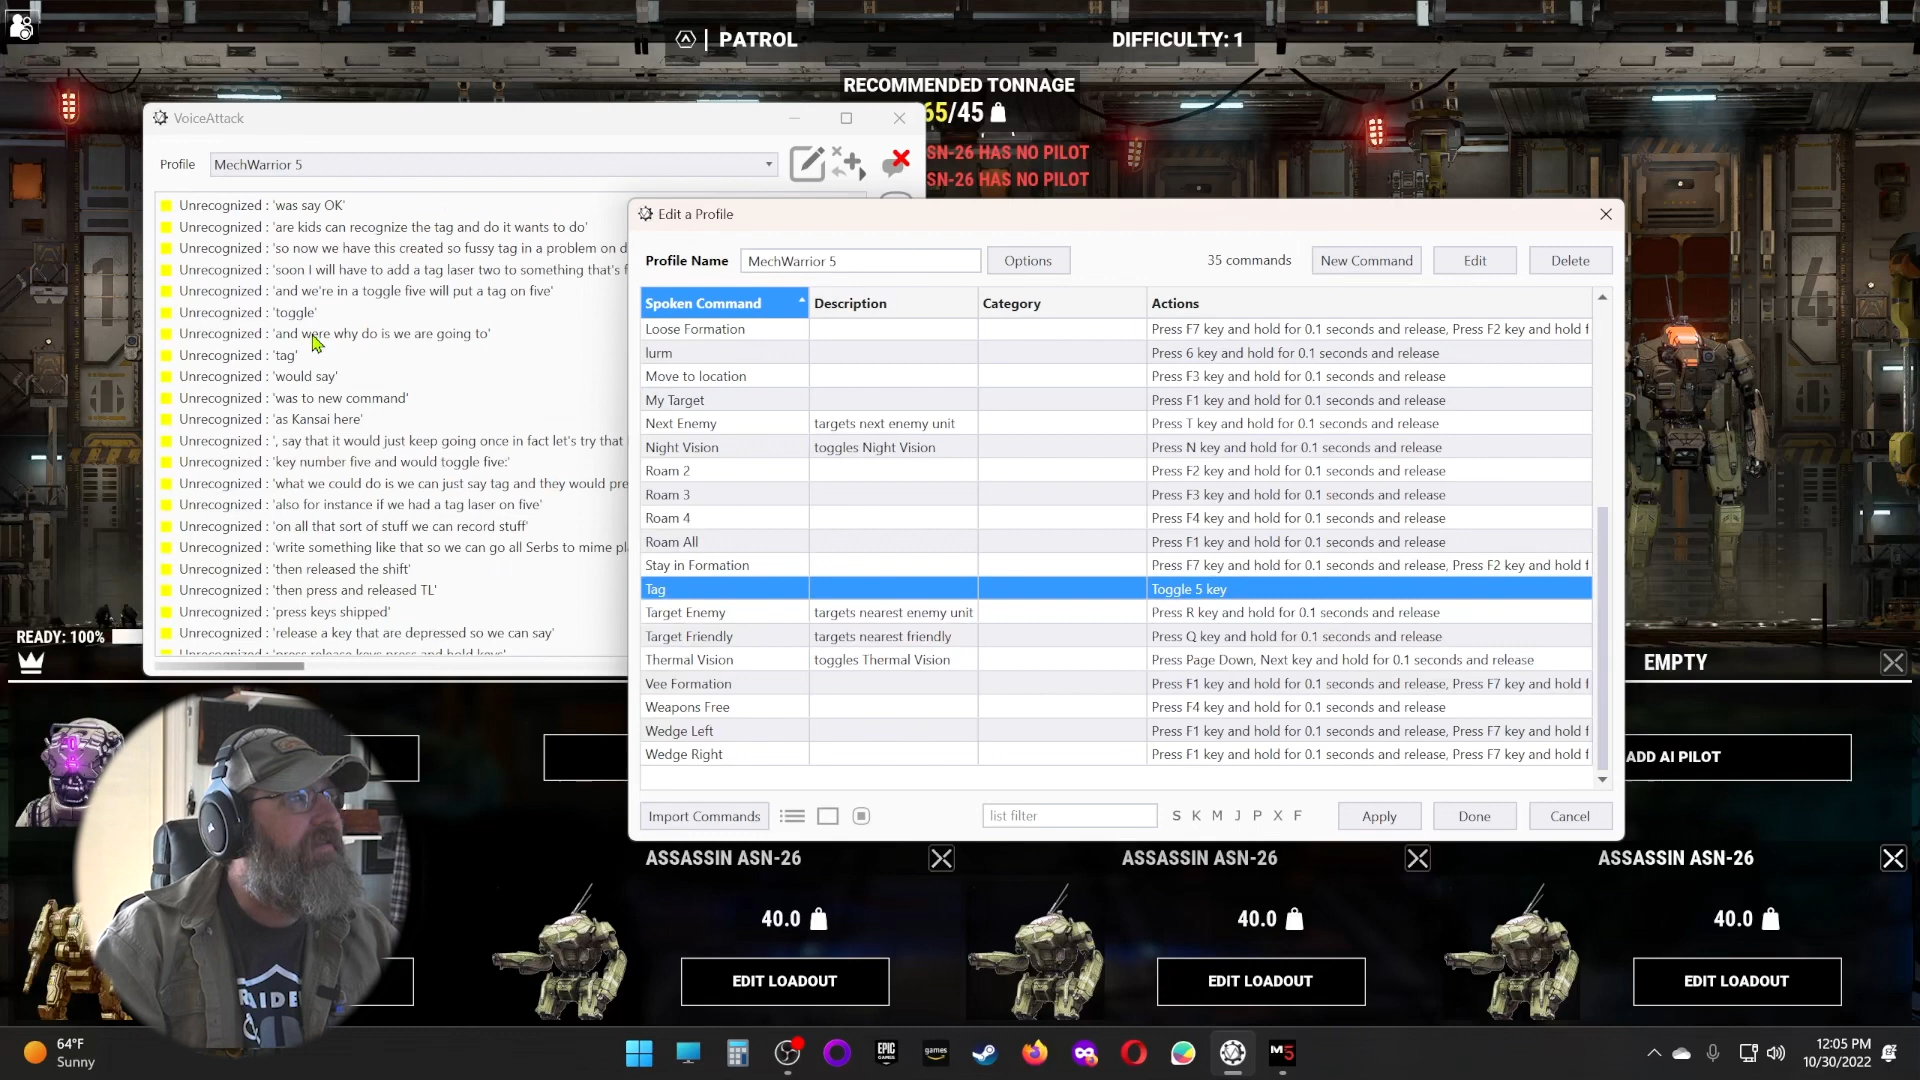 PATROL
DIFFICULTY: 1
RECOMMENDED TONNAGE
65/45
SN-26 HAS NO PILOT
SN-26 HAS NO PILOT
VoiceAttack
Profile MechWarrior 5
Unrecognized : 'was say OK'
Unrecognized : 'are kids can recognize the tag and do it wants to do'
Unrecognized : 'so now we have this created so fussy tag in a problem on d
Unrecognized : 'soon I will have to add a tag laser two to something that's f
Unrecognized : 'and we're in a toggle five will put a tag on five'
Unrecognized : 'toggle'
Unrecognized : 'and were why do is we are going to'
Unrecognized : 'tag'
Unrecognized : 'would say'
Unrecognized : 'was to new command'
Unrecognized : 'as Kansai here'
Unrecognized : ', say that it would just keep going once in fact let's try that
Unrecognized : 'key number five and would toggle five:'
Unrecognized : 'what we could do is we can just say tag and they would pre
Unrecognized : 'also for instance if we had a tag laser on five'
Unrecognized : 'on all that sort of stuff we can record stuff'
Unrecognized : 'write something like that so we can go all Serbs to mime pl
Unrecognized : 'then released the shift'
Unrecognized : 'then press and released TL'
Unrecognized : 'press keys shipped'
Unrecognized : 'release a key that are depressed so we can say'
Unrecognized : 'press release keys press and hold keys'
Edit a Profile
Profile Name MechWarrior 5 Options 35 commands New Command Edit Delete
Spoken Command Description Category Actions
Loose Formation Press F7 key and hold for 0.1 seconds and release, Press F2 key and hold f
lurm Press 6 key and hold for 0.1 seconds and release
Move to location Press F3 key and hold for 0.1 seconds and release
My Target Press F1 key and hold for 0.1 seconds and release
Next Enemy targets next enemy unit Press T key and hold for 0.1 seconds and release
Night Vision toggles Night Vision Press N key and hold for 0.1 seconds and release
Roam 2 Press F2 key and hold for 0.1 seconds and release
Roam 3 Press F3 key and hold for 0.1 seconds and release
Roam 4 Press F4 key and hold for 0.1 seconds and release
Roam All Press F1 key and hold for 0.1 seconds and release
Stay in Formation Press F7 key and hold for 0.1 seconds and release, Press F2 key and hold f
Tag Toggle 5 key
Target Enemy targets nearest enemy unit Press R key and hold for 0.1 seconds and release
Target Friendly targets nearest friendly Press Q key and hold for 0.1 seconds and release
Thermal Vision toggles Thermal Vision Press Page Down, Next key and hold for 0.1 seconds and release
Vee Formation Press F1 key and hold for 0.1 seconds and release, Press F7 key and hold f
Weapons Free Press F4 key and hold for 0.1 seconds and release
Wedge Left Press F1 key and hold for 0.1 seconds and release, Press F7 key and hold f
Wedge Right Press F1 key and hold for 0.1 seconds and release, Press F7 key and hold f
Import Commands list filter S K M J P X F Apply Done Cancel
READY: 100%
EMPTY
ADD AI PILOT
ASSASSIN ASN-26 ASSASSIN ASN-26 ASSASSIN ASN-26
40.0 40.0 40.0
EDIT LOADOUT EDIT LOADOUT EDIT LOADOUT
64°F
Sunny
EPIC GAMES
games
M5
12:05 PM
10/30/2022